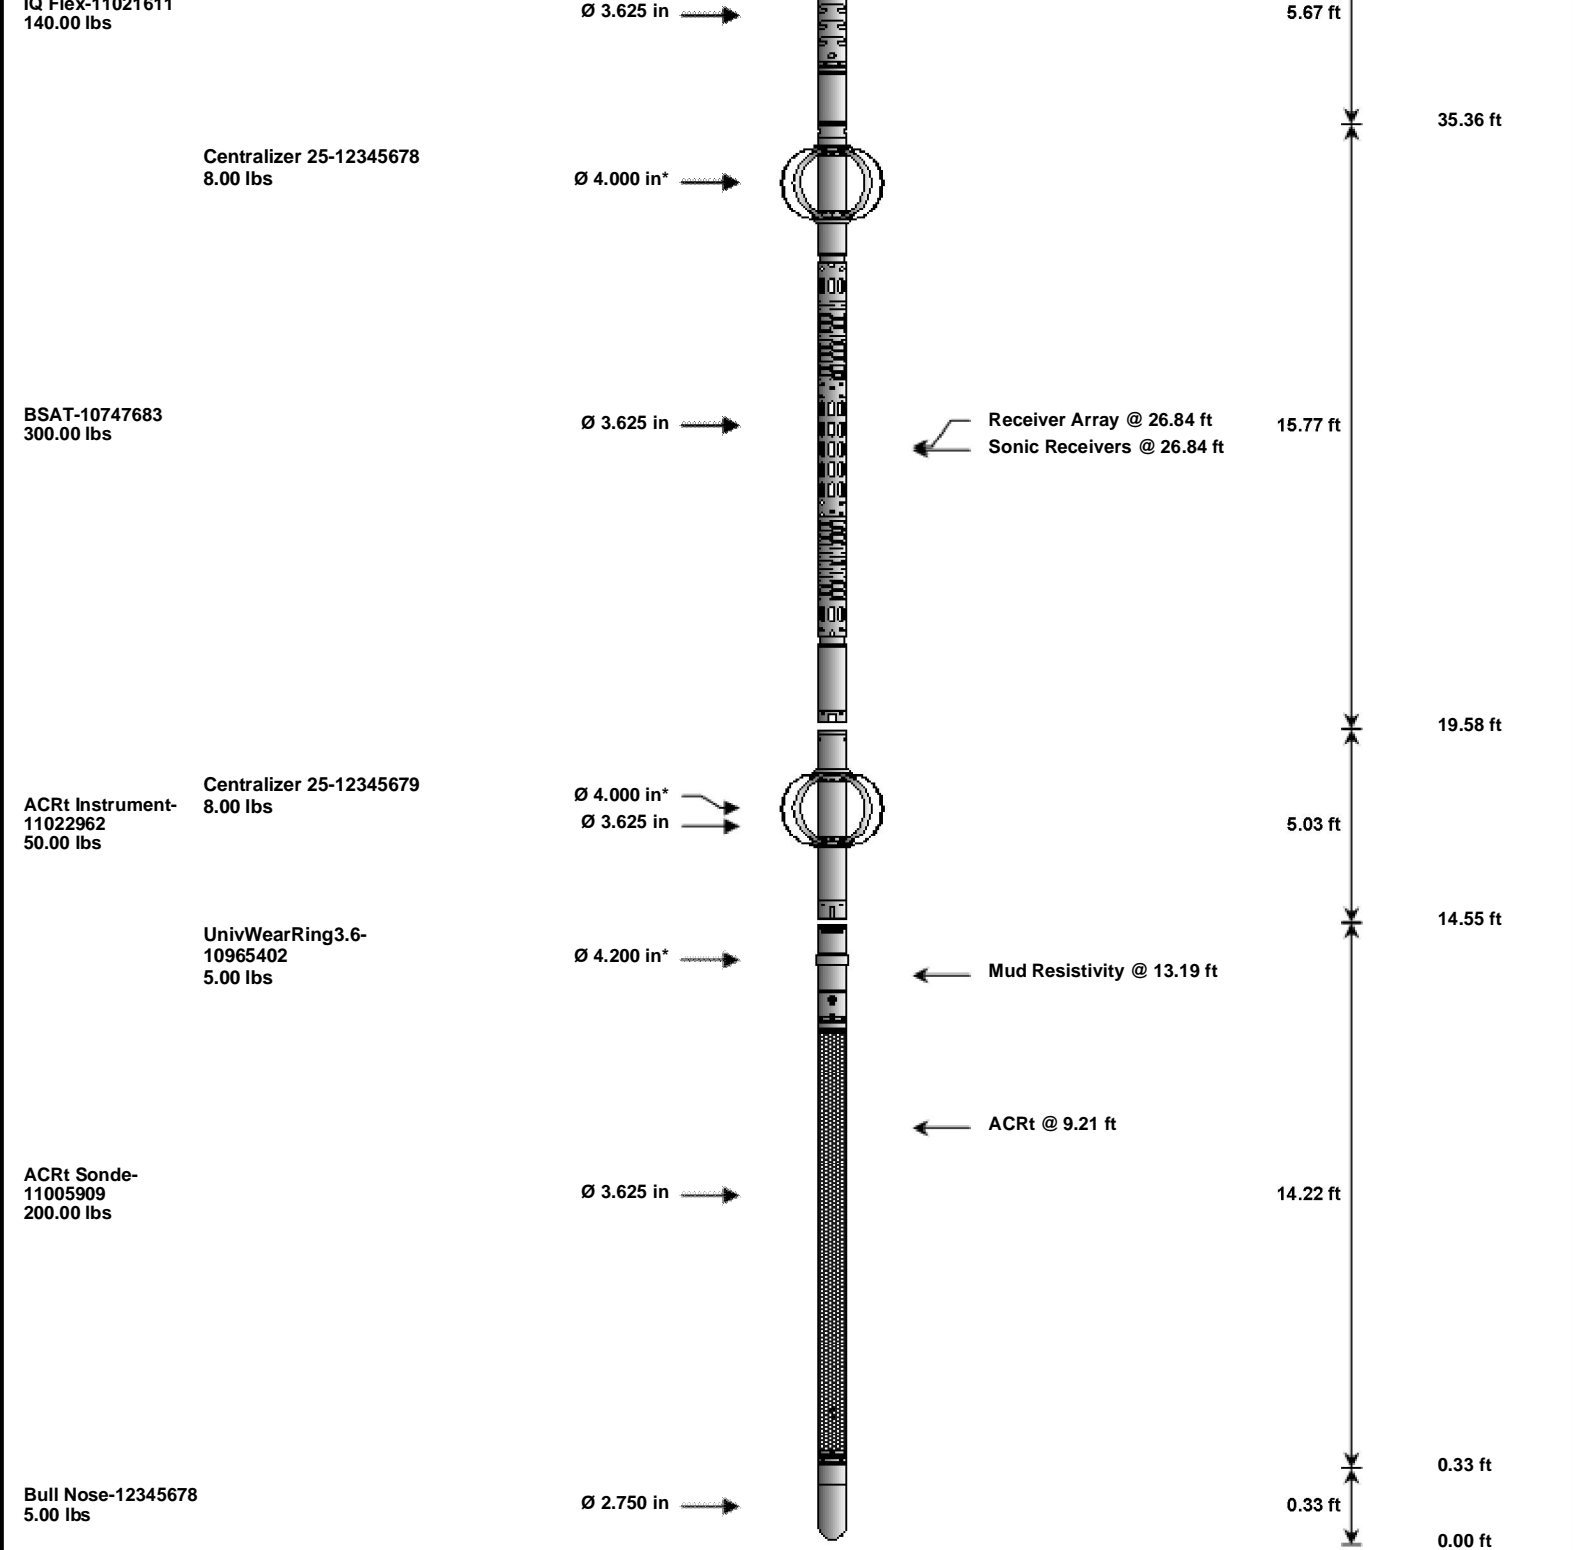 IQ Flex-11021611
140.00 lbs
Ø 3.625 in
5.67 ft
35.36 ft
Centralizer 25-12345678
8.00 lbs
Ø 4.000 in*
BSAT-10747683
300.00 lbs
Ø 3.625 in
Receiver Array @ 26.84 ft
Sonic Receivers @ 26.84 ft
15.77 ft
19.58 ft
Centralizer 25-12345679
8.00 lbs
Ø 4.000 in*
ACRt Instrument-
11022962
50.00 lbs
Ø 3.625 in
5.03 ft
14.55 ft
UnivWearRing3.6-
10965402
5.00 lbs
Ø 4.200 in*
Mud Resistivity @ 13.19 ft
ACRt @ 9.21 ft
ACRt Sonde-
11005909
200.00 lbs
Ø 3.625 in
14.22 ft
0.33 ft
Bull Nose-12345678
5.00 lbs
Ø 2.750 in
0.33 ft
0.00 ft